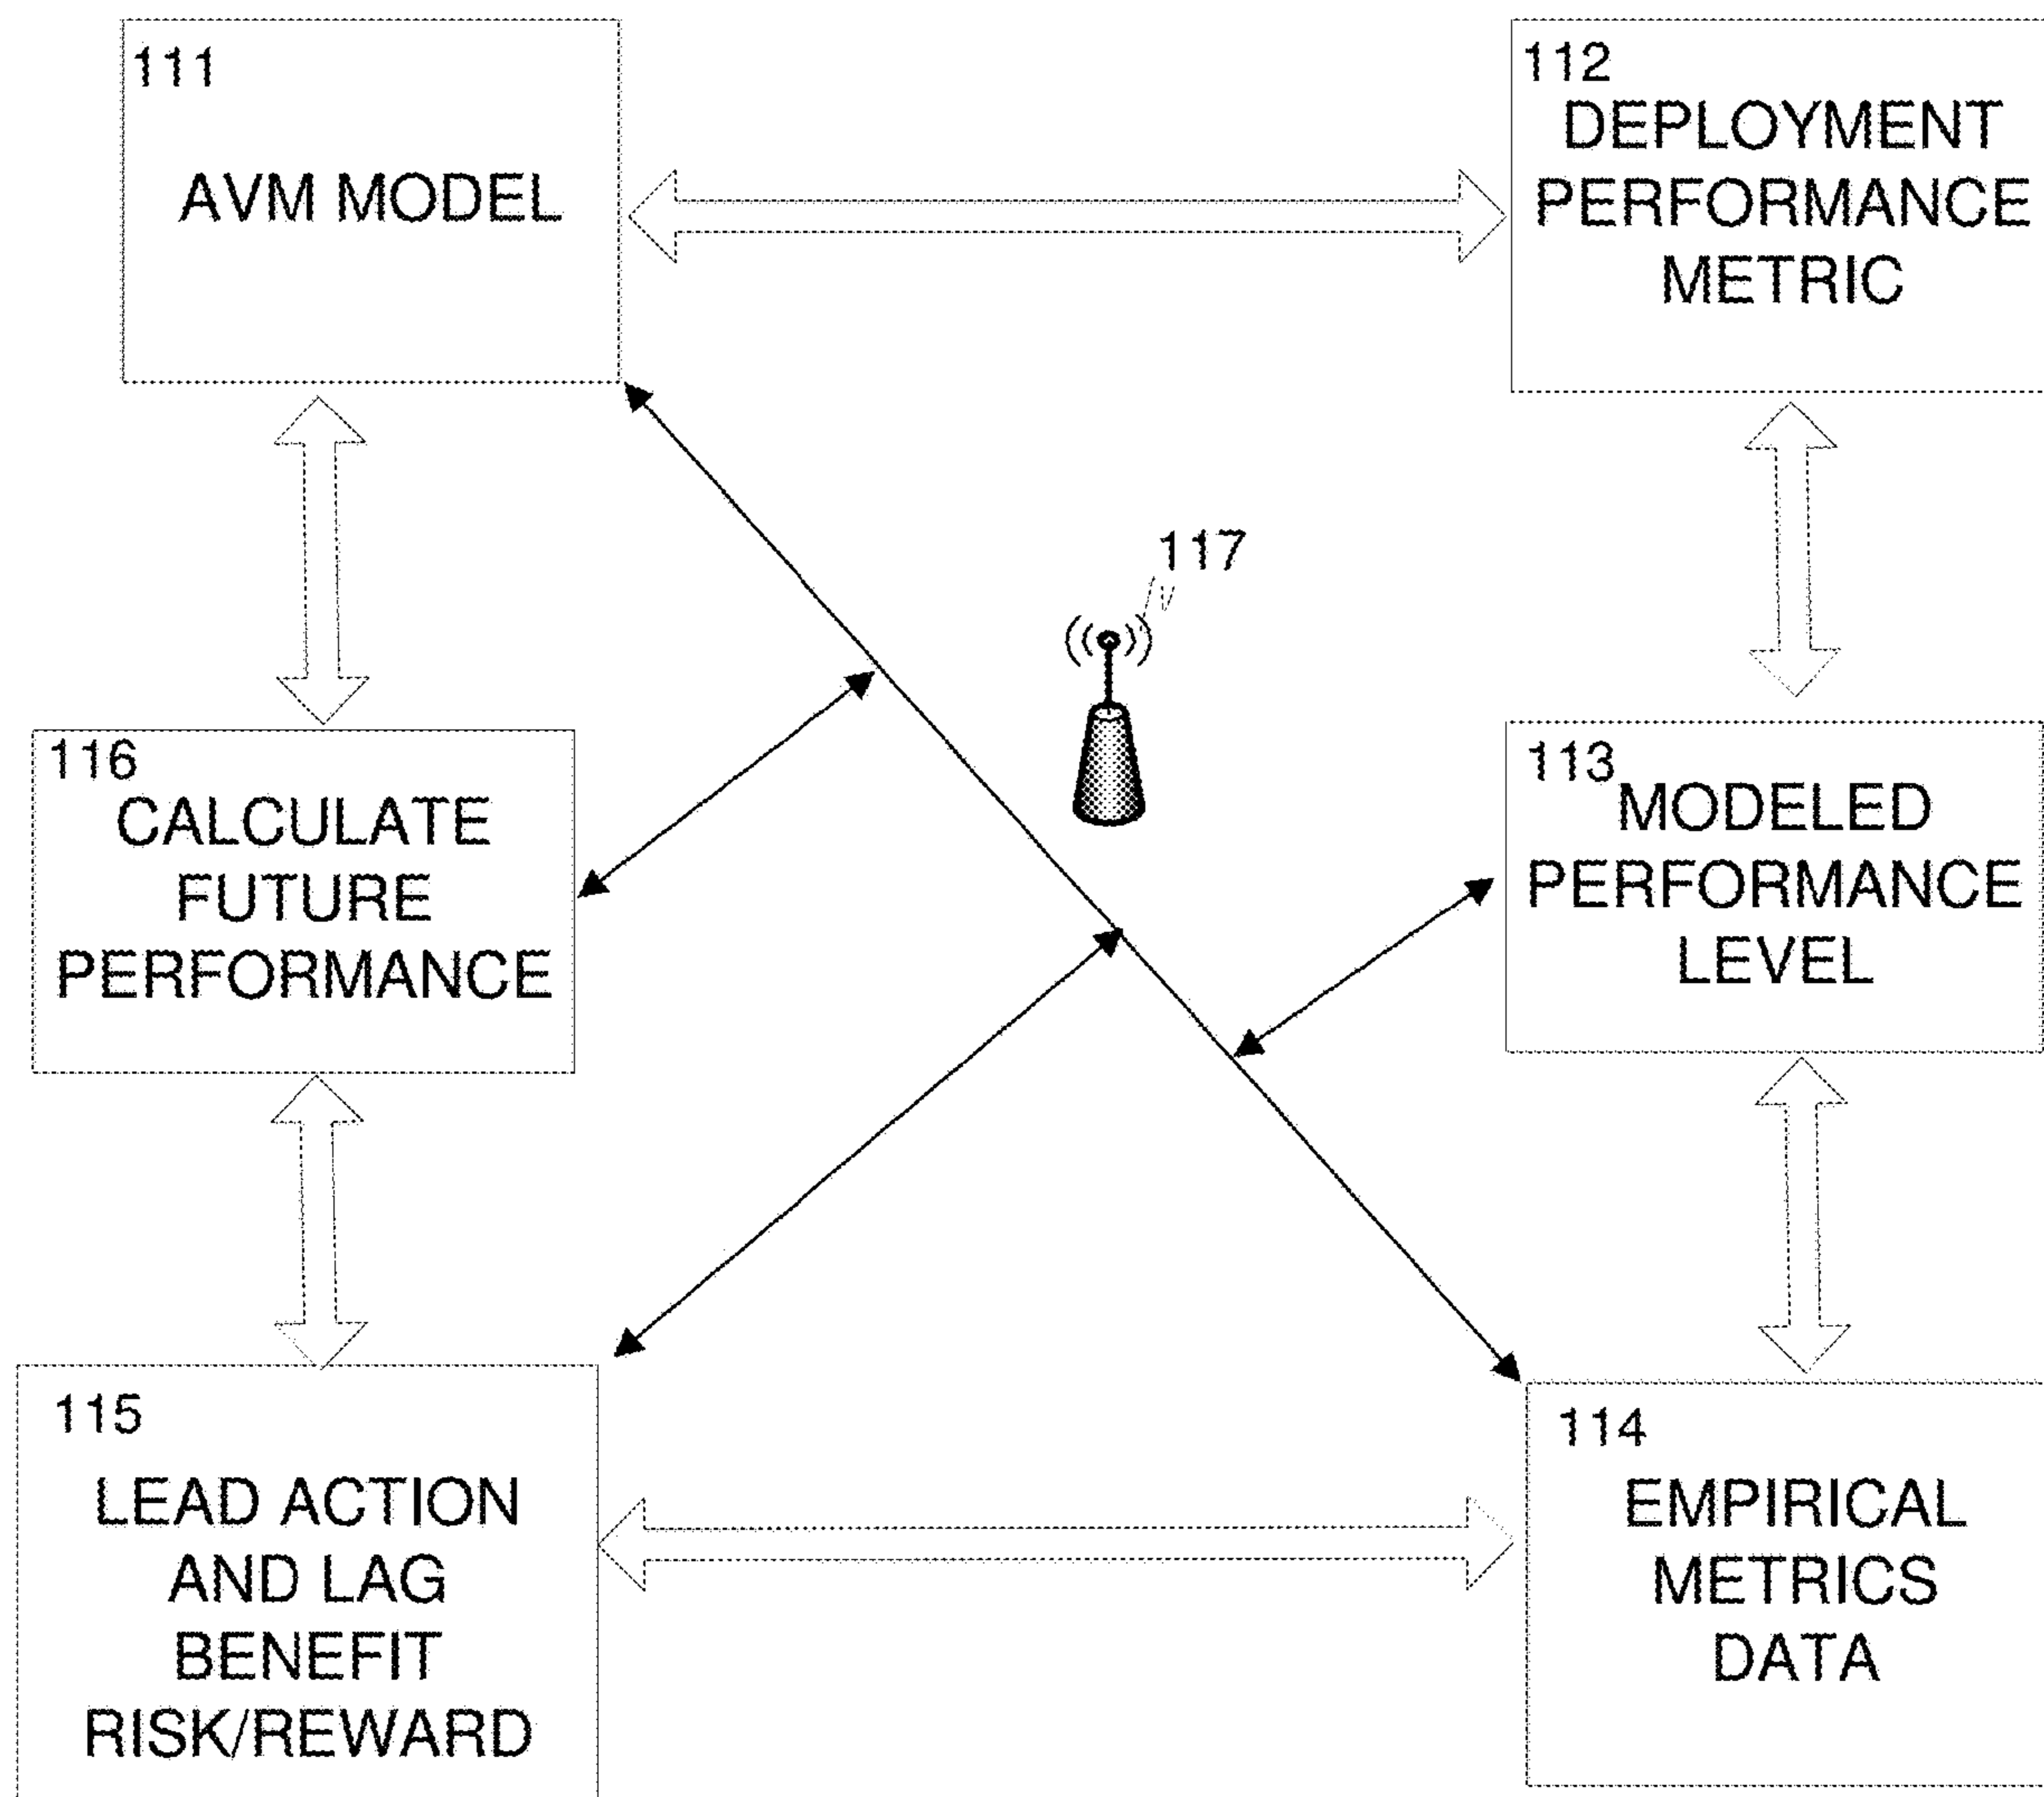 111
AVM MODEL
112
DEPLOYMENT
PERFORMANCE
METRIC
117
116
CALCULATE
FUTURE
PERFORMANCE
113
MODELED
PERFORMANCE
LEVEL
115
LEAD ACTION
AND LAG
BENEFIT
RISK/REWARD
114
EMPIRICAL
METRICS
DATA